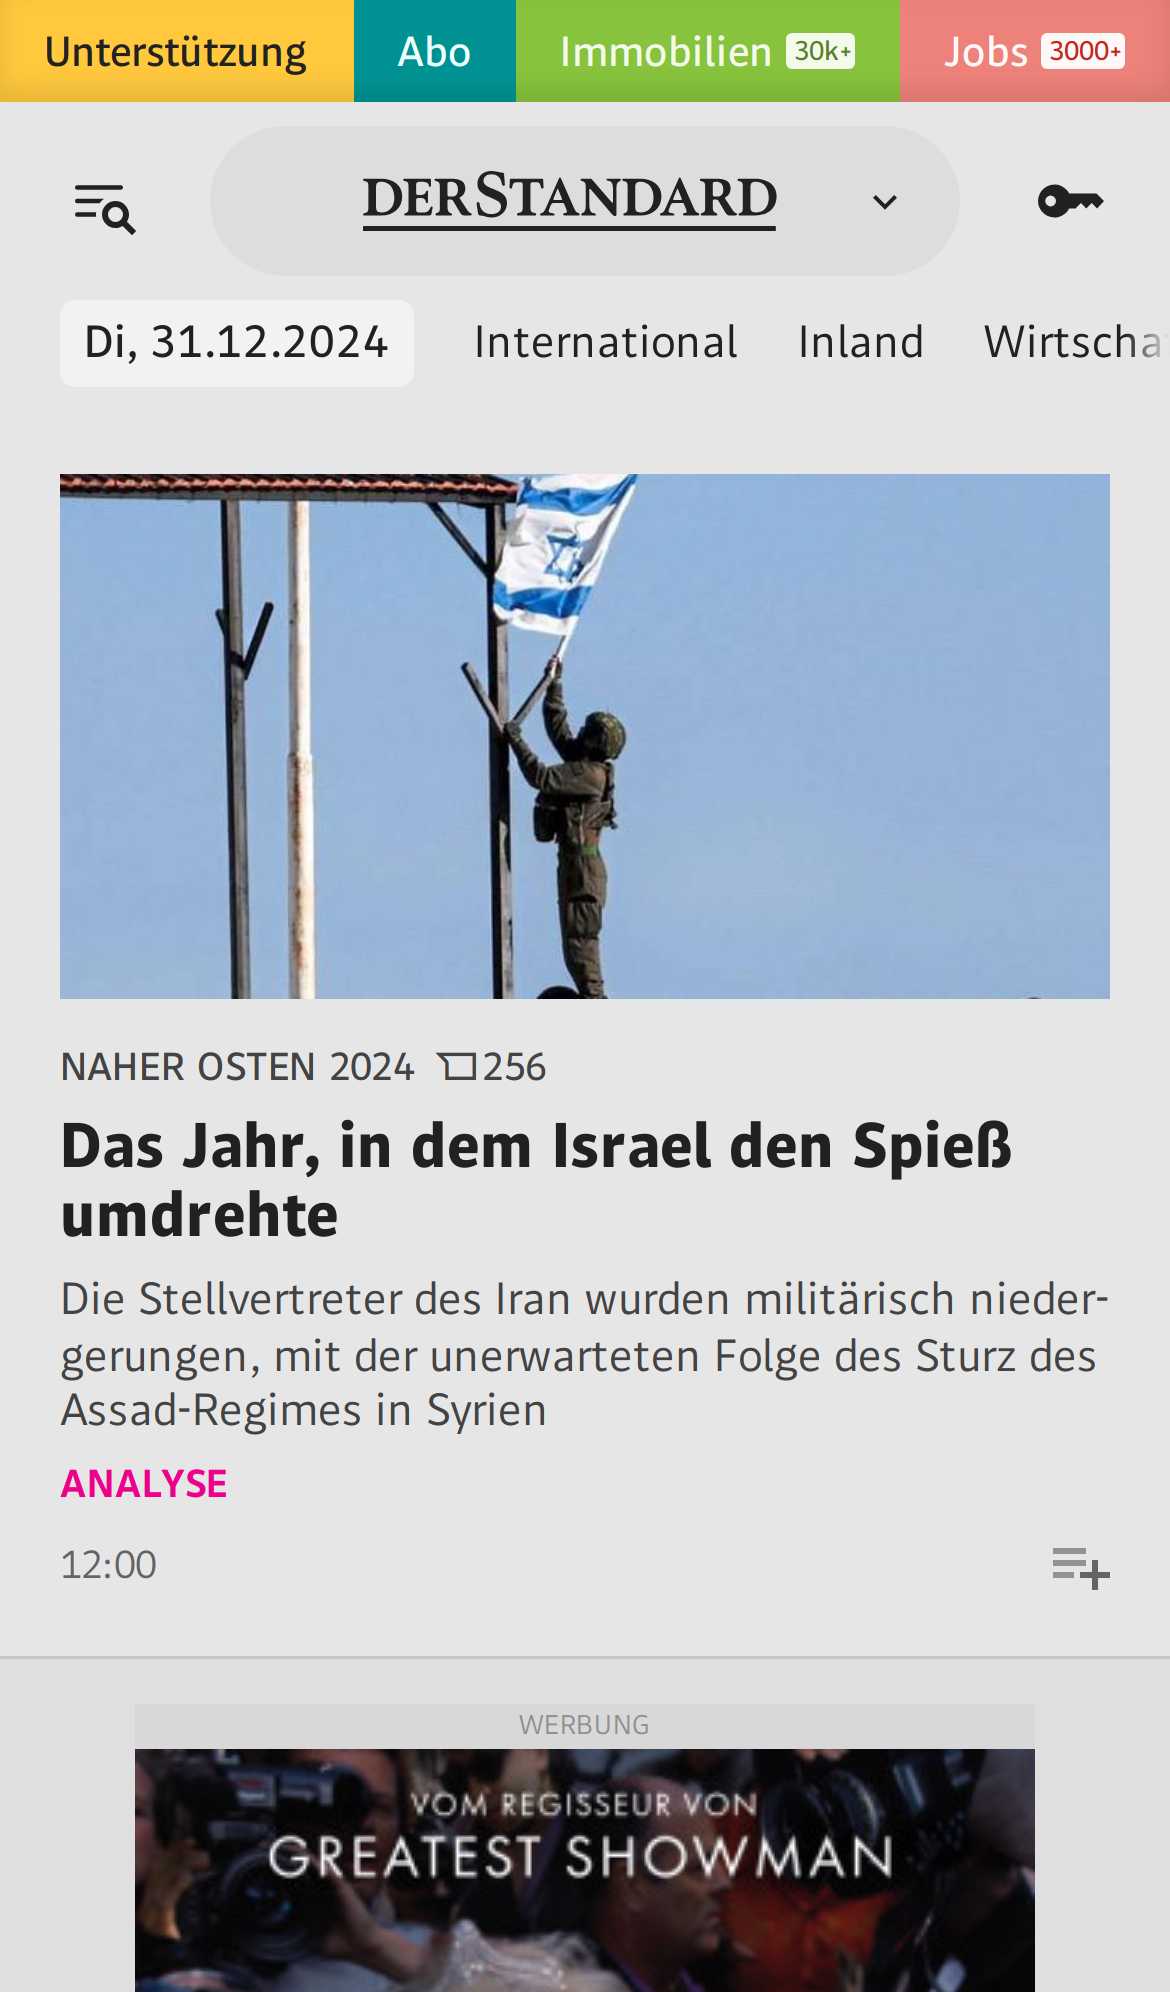 Unterstützung
Abo
Immobilien 30k+
Jobs 3000+
DERSTANDARD
Di, 31.12.2024
International
Inland
Wirtscha
NAHER OSTEN 2024 256
Das Jahr, in dem Israel den Spieß
umdrehte
Die Stellvertreter des Iran wurden militärisch nieder-
gerungen, mit der unerwarteten Folge des Sturz des
Assad-Regimes in Syrien
ANALYSE
12:00
WERBUNG
VOM REGISSEUR VON
GREATEST SHOWMAN